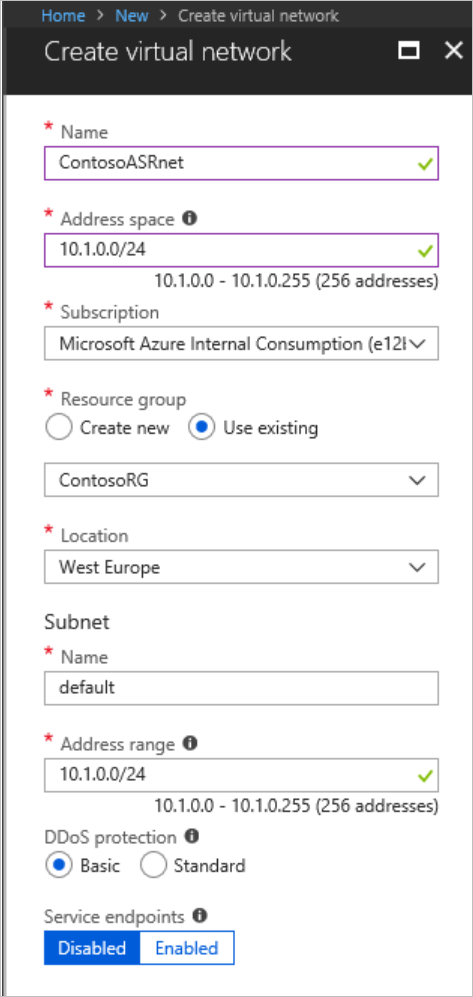 Home > New > Create virtual network
Create virtual network
* Name
ContosoASRnet
* Address space
10.1.0.0/24
10.1.0.0 - 10.1.0.255 (256 addresses)
* Subscription
Microsoft Azure Internal Consumption (e12
* Resource group
Create new Use existing
ContosoRG
* Location
West Europe
Subnet
* Name
default
* Address range
10.1.0.0/24
10.1.0.0 - 10.1.0.255 (256 addresses)
DDoS protection
Basic Standard
Service endpoints
Disabled Enabled